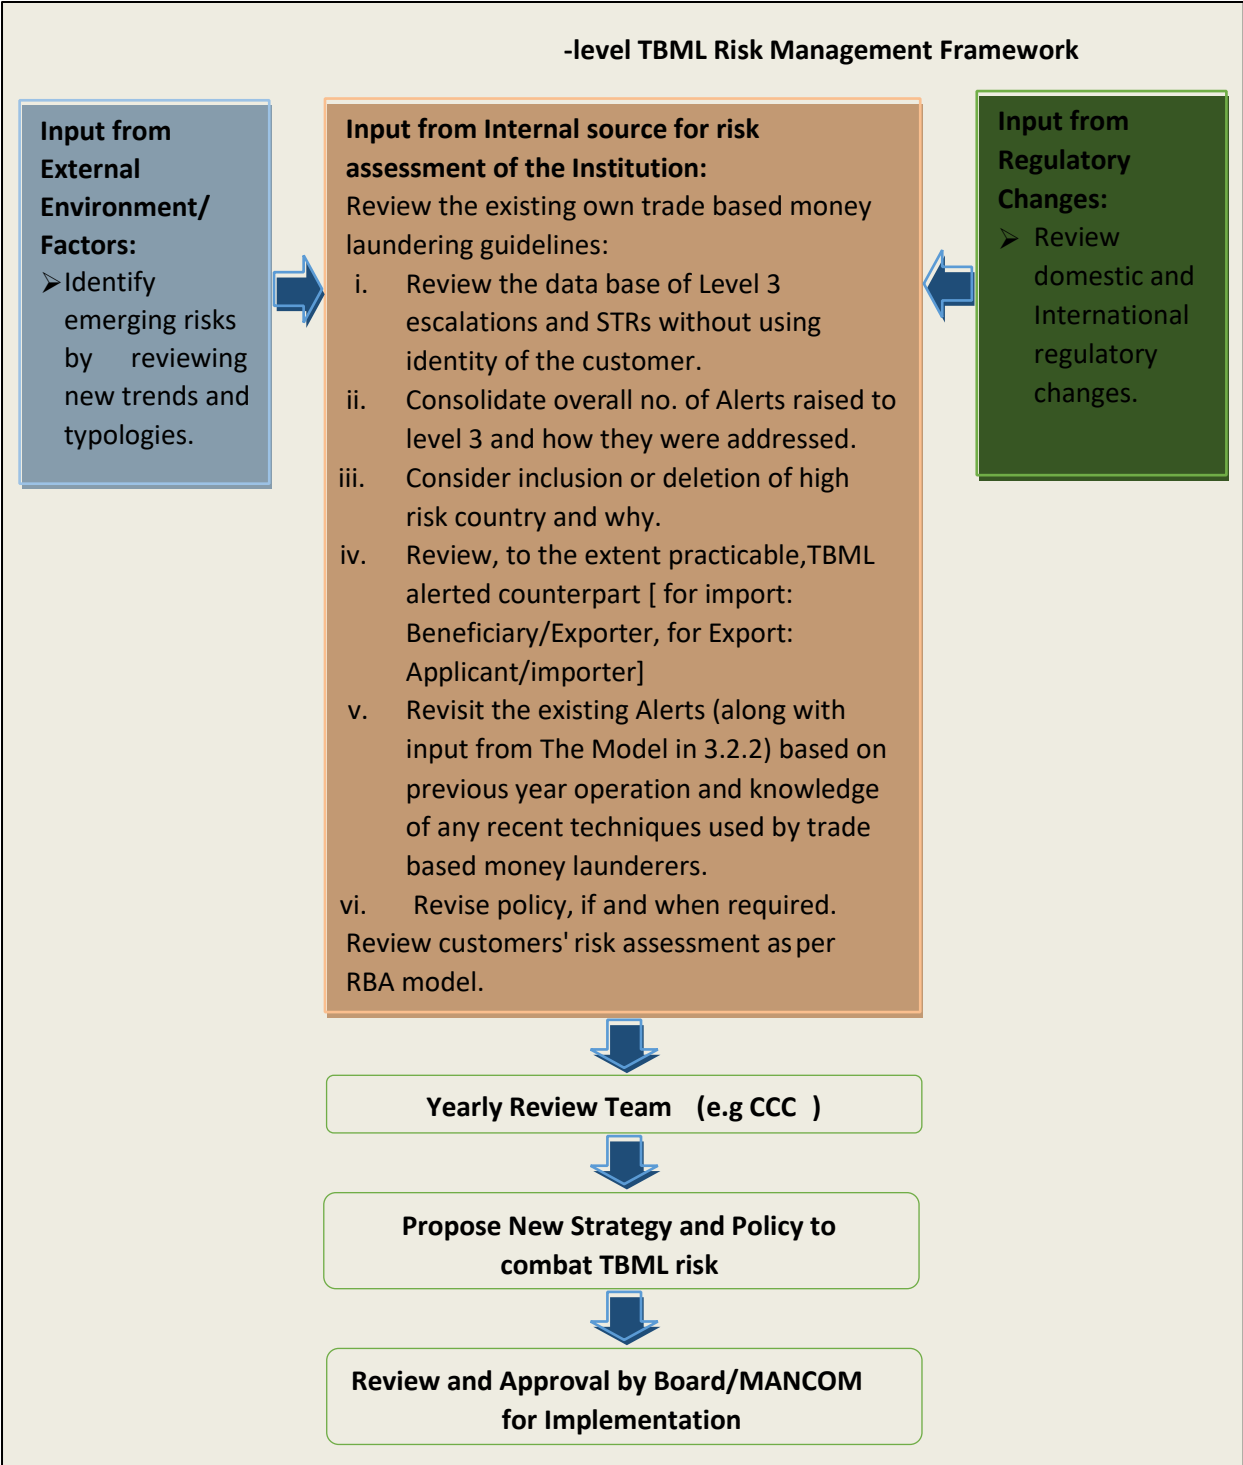 -level TBML Risk Management Framework
Input from
External
Environment/
Factors:
➢Identify
emerging risks
by reviewing
new trends and
typologies.
Input from Internal source for risk
assessment of the Institution:
Review the existing own trade based money
laundering guidelines:
i. Review the data base of Level 3
escalations and STRs without using
identity of the customer.
ii. Consolidate overall no. of Alerts raised to
level 3 and how they were addressed.
iii. Consider inclusion or deletion of high
risk country and why.
iv. Review, to the extent practicable,TBML
alerted counterpart [ for import:
Beneficiary/Exporter, for Export:
Applicant/importer]
v. Revisit the existing Alerts (along with
input from The Model in 3.2.2) based on
previous year operation and knowledge
of any recent techniques used by trade
based money launderers.
vi. Revise policy, if and when required.
Review customers' risk assessment as per
RBA model.
Input from
Regulatory
Changes:
➢ Review
domestic and
International
regulatory
changes.
Yearly Review Team (e.g CCC )
Propose New Strategy and Policy to
combat TBML risk
Review and Approval by Board/MANCOM
for Implementation